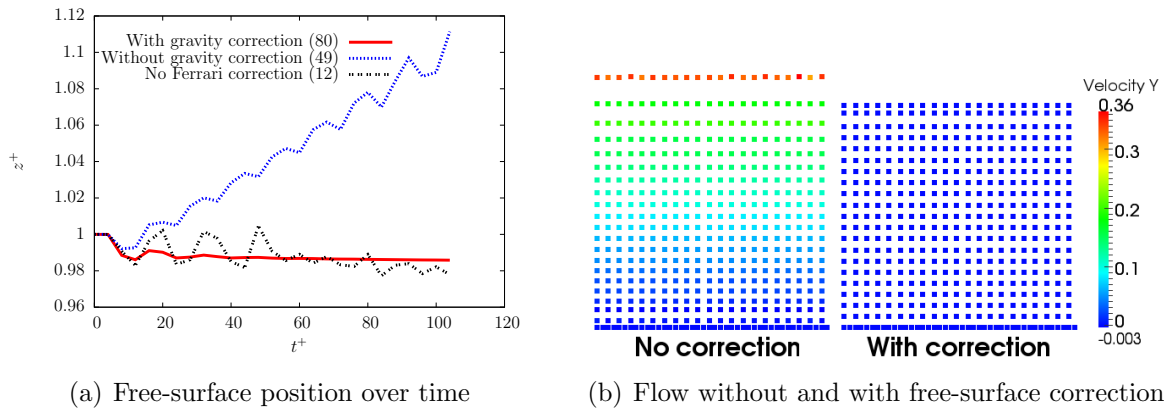 1.12
1.1
1.08
1.06
1.04
1.02
1
0.98
0.96
z+
With gravity correction (80)
Without gravity correction (49)
No Ferrari correction (12)
0 20 40 60 80 100 120
t+
(a) Free-surface position over time
Velocity Y
0.36
0.3
0.2
0.1
0
-0.003
No correction With correction
(b) Flow without and with free-surface correction